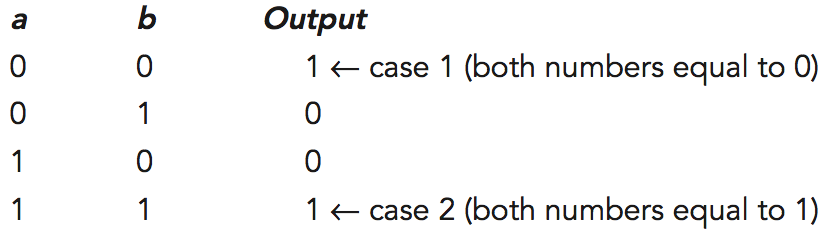 a b Output
0 0 1 ← case 1 (both numbers equal to 0)
0 1 0
1 0 0
1 1 1 ← case 2 (both numbers equal to 1)